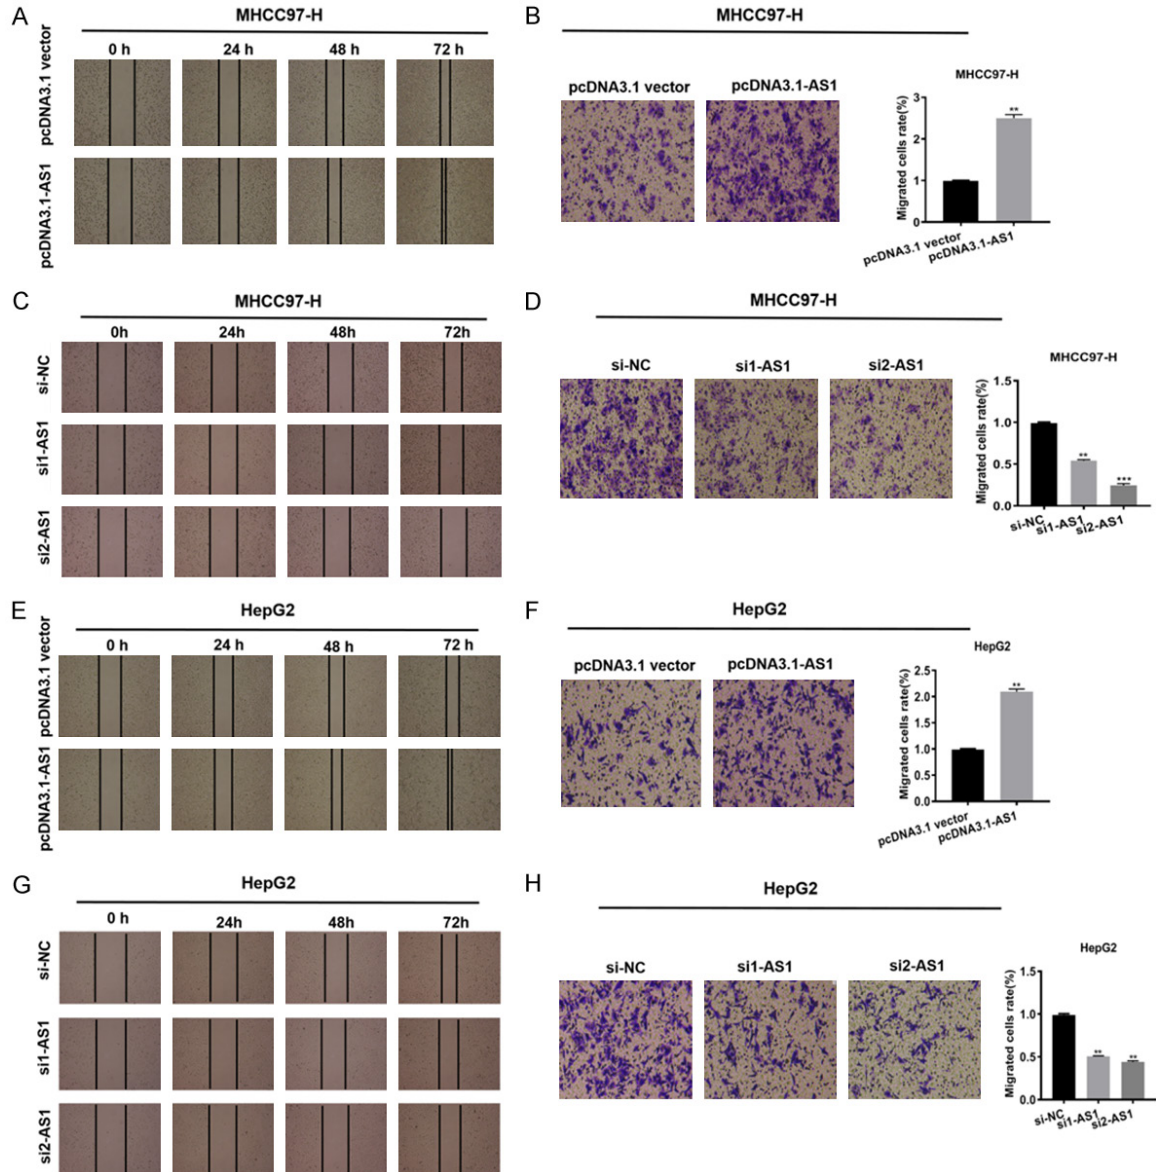 A
MHCC97-H
0 h 24 h 48 h 72 h
pcDNA3.1 vector
pcDNA3.1-AS1
B
MHCC97-H
pcDNA3.1 vector pcDNA3.1-AS1
MHCC97-H
Migrated cells rate(%)
3
2
1
0
**
pcDNA3.1 vector
pcDNA3.1-AS1
C
MHCC97-H
0h 24h 48h 72h
si-NC
si1-AS1
si2-AS1
D
MHCC97-H
si-NC si1-AS1 si2-AS1
MHCC97-H
Migrated cells rate(%)
1.5
1.0
0.5
0.0
**
***
si-NC
si1-AS1
si2-AS1
E
HepG2
0 h 24 h 48 h 72 h
pcDNA3.1 vector
pcDNA3.1-AS1
F
HepG2
pcDNA3.1 vector pcDNA3.1-AS1
HepG2
Migrated cells rate(%)
2.5
2.0
1.5
1.0
0.5
0.0
**
pcDNA3.1 vector
pcDNA3.1-AS1
G
HepG2
0 h 24h 48h 72h
si-NC
si1-AS1
si2-AS1
H
HepG2
si-NC si1-AS1 si2-AS1
HepG2
Migrated cells rate(%)
1.5
1.0
0.5
0.0
**
**
si-NC
si1-AS1
si2-AS1